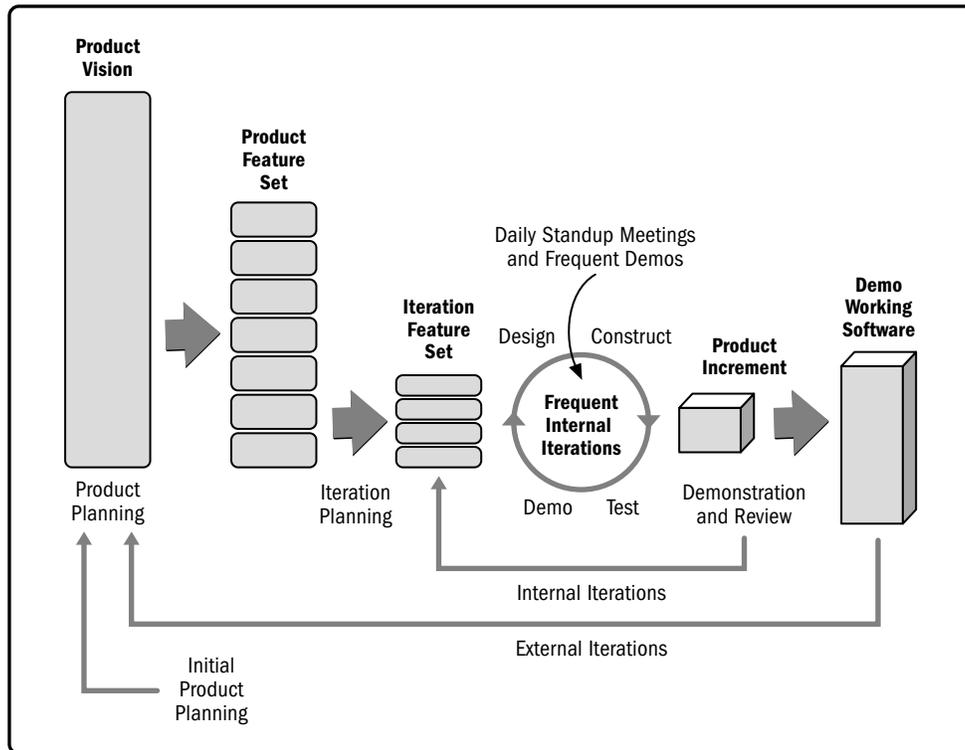 Product
Vision
Product
Feature
Set
Daily Standup Meetings
and Frequent Demos
Iteration
Feature
Set
Design
Construct
Demo
Working
Software
Product
Increment
Frequent
Internal
Iterations
Product
Planning
Iteration
Planning
Demo
Test
Demonstration
and Review
Internal Iterations
External Iterations
Initial
Product
Planning